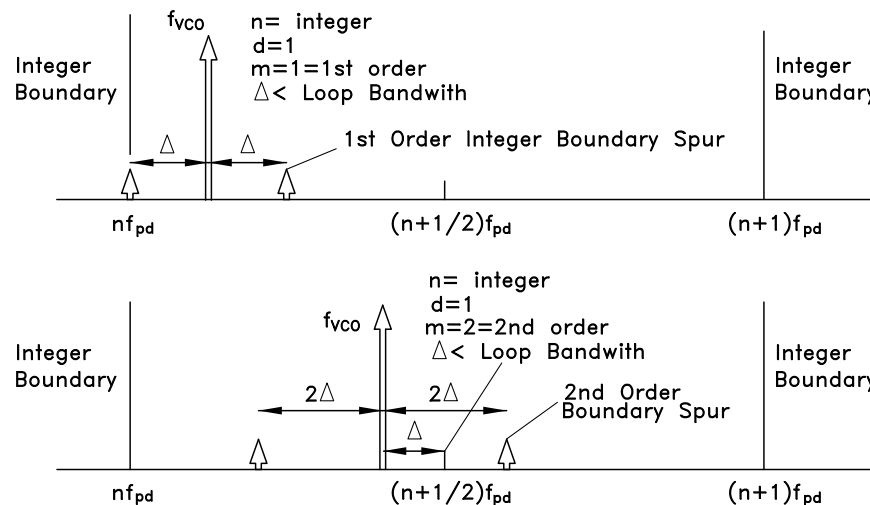 f_VCO
n= integer
d=1
m=1=1st order
Δ< Loop Bandwith
Integer
Boundary
Integer
Boundary
Δ
Δ
1st Order Integer Boundary Spur
nf_pd
(n+1/2)f_pd
(n+1)f_pd
n= integer
d=1
m=2=2nd order
Δ< Loop Bandwith
f_VCO
Integer
Boundary
Integer
Boundary
2Δ
2Δ
2nd Order
Boundary Spur
Δ
nf_pd
(n+1/2)f_pd
(n+1)f_pd